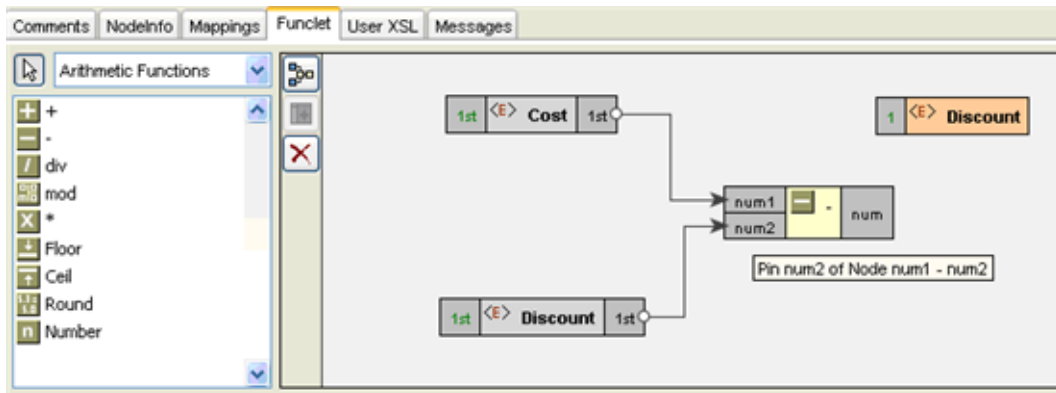 Comments NodeInfo Mappings Funclet User XSL Messages
Arithmetic Functions
+
-
div
mod
*
Floor
Ceil
Round
n Number
1st <E> Cost 1st
1 <E> Discount
num1 - num
num2
Pin num2 of Node num1 - num2
1st <E> Discount 1st